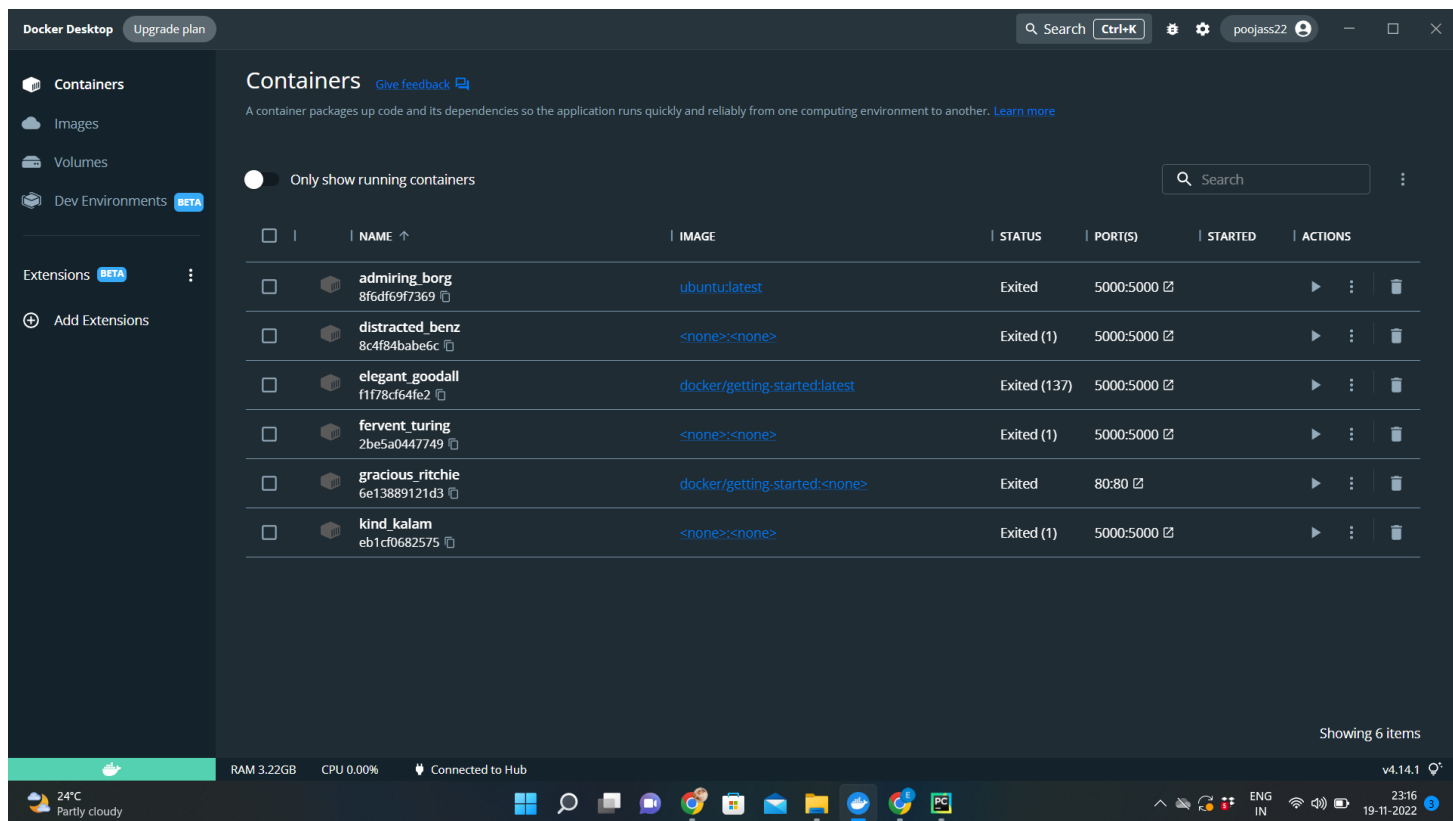 Docker Desktop Upgrade plan Search Ctrl+K poojass22
Containers
Images
Volumes
Dev Environments BETA
Extensions BETA
Add Extensions
Containers Give feedback
A container packages up code and its dependencies so the application runs quickly and reliably from one computing environment to another. Learn more
Only show running containers Search
NAME IMAGE STATUS PORT(S) STARTED ACTIONS
admiring_borg
8f6df69f7369 ubuntu:latest Exited 5000:5000
distracted_benz
8c4f84babe6c <none>:<none> Exited (1) 5000:5000
elegant_goodall
f1f78cf64fe2 docker/getting-started:latest Exited (137) 5000:5000
fervent_turing
2be5a0447749 <none>:<none> Exited (1) 5000:5000
gracious_ritchie
6e13889121d3 docker/getting-started:<none> Exited 80:80
kind_kalam
eb1cf0682575 <none>:<none> Exited (1) 5000:5000
Showing 6 items
RAM 3.22GB CPU 0.00% Connected to Hub v4.14.1
24°C
Partly cloudy
ENG
IN
23:16
19-11-2022
3